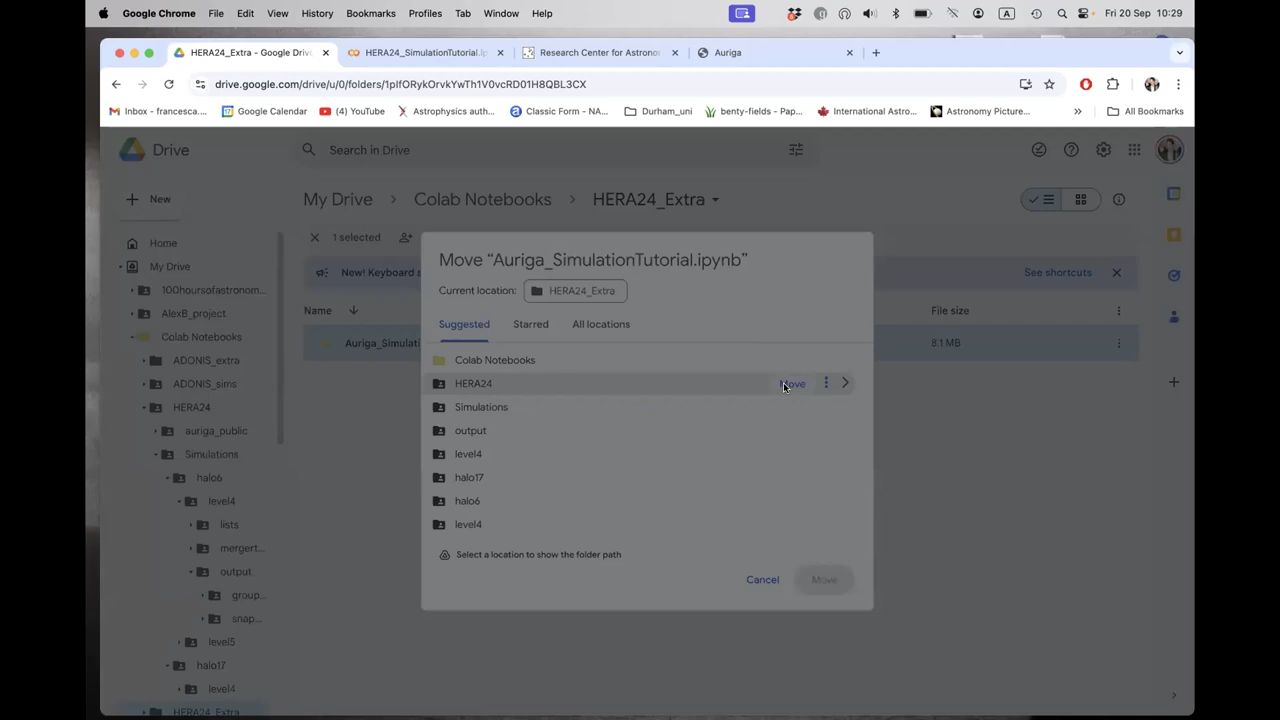 Google Chrome File Edit View History Bookmarks Profiles Tab Window Help A Fri 20 Sep 10:29
HERA24_Extra - Google Driv HERA24_SimulationTutorial.ip Research Center for Astrono Auriga
drive.google.com/drive/u/0/folders/1pIfORykOrvkYwTh1V0vcRD01H8QBL3CX
Inbox - francesca.... Google Calendar (4) YouTube Astrophysics auth... Classic Form - NA... Durham_uni benty-fields - Pap... International Astro... Astronomy Picture... » All Bookmarks
Drive Search in Drive
New My Drive > Colab Notebooks > HERA24_Extra
Home 1 selected
My Drive New! Keyboard s See shortcuts
100hoursofastronom...
AlexB_project Name File size
Colab Notebooks Auriga_Simulati 8.1 MB
ADONIS_extra
ADONIS_sims
HERA24
auriga_public
Simulations
halo6
level4
lists
mergert...
output
group...
snap...
level5
halo17
level4
HERA24_Extra
Move “Auriga_SimulationTutorial.ipynb”
Current location: HERA24_Extra
Suggested Starred All locations
Colab Notebooks
HERA24 Move
Simulations
output
level4
halo17
halo6
level4
Select a location to show the folder path
Cancel Move